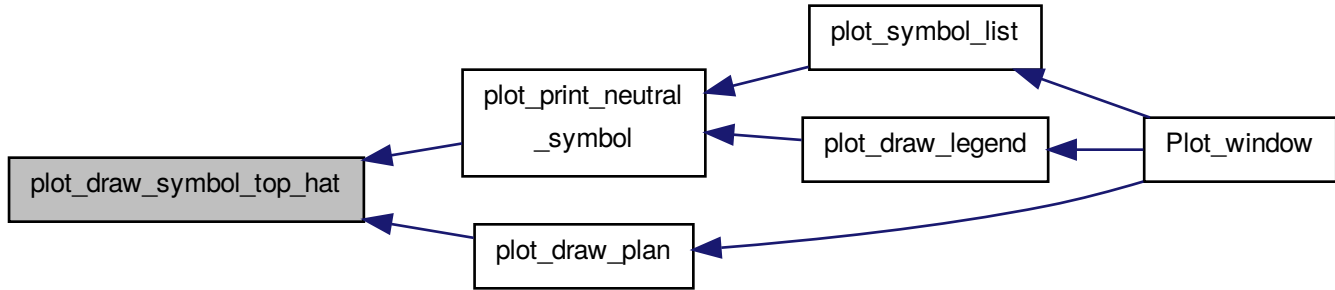 plot_symbol_list
plot_print_neutral
_symbol
plot_draw_legend
Plot_window
plot_draw_symbol_top_hat
plot_draw_plan